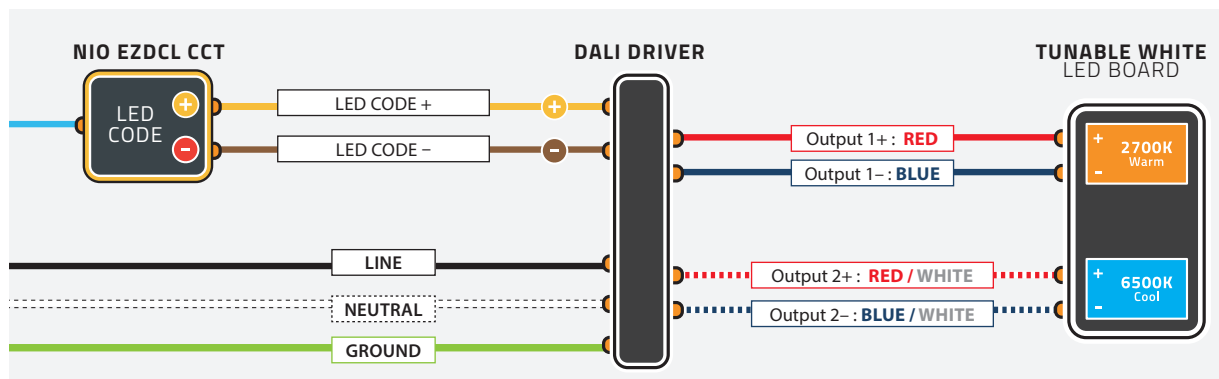 NIO EZDCL CCT
DALI DRIVER
TUNABLE WHITE
LED BOARD
LED
CODE
+
-
LED CODE +
+
LED CODE –
-
Output 1+ : RED
Output 1– : BLUE
+
2700K
Warm
-
LINE
NEUTRAL
GROUND
Output 2+ : RED / WHITE
Output 2– : BLUE / WHITE
+
6500K
Cool
-